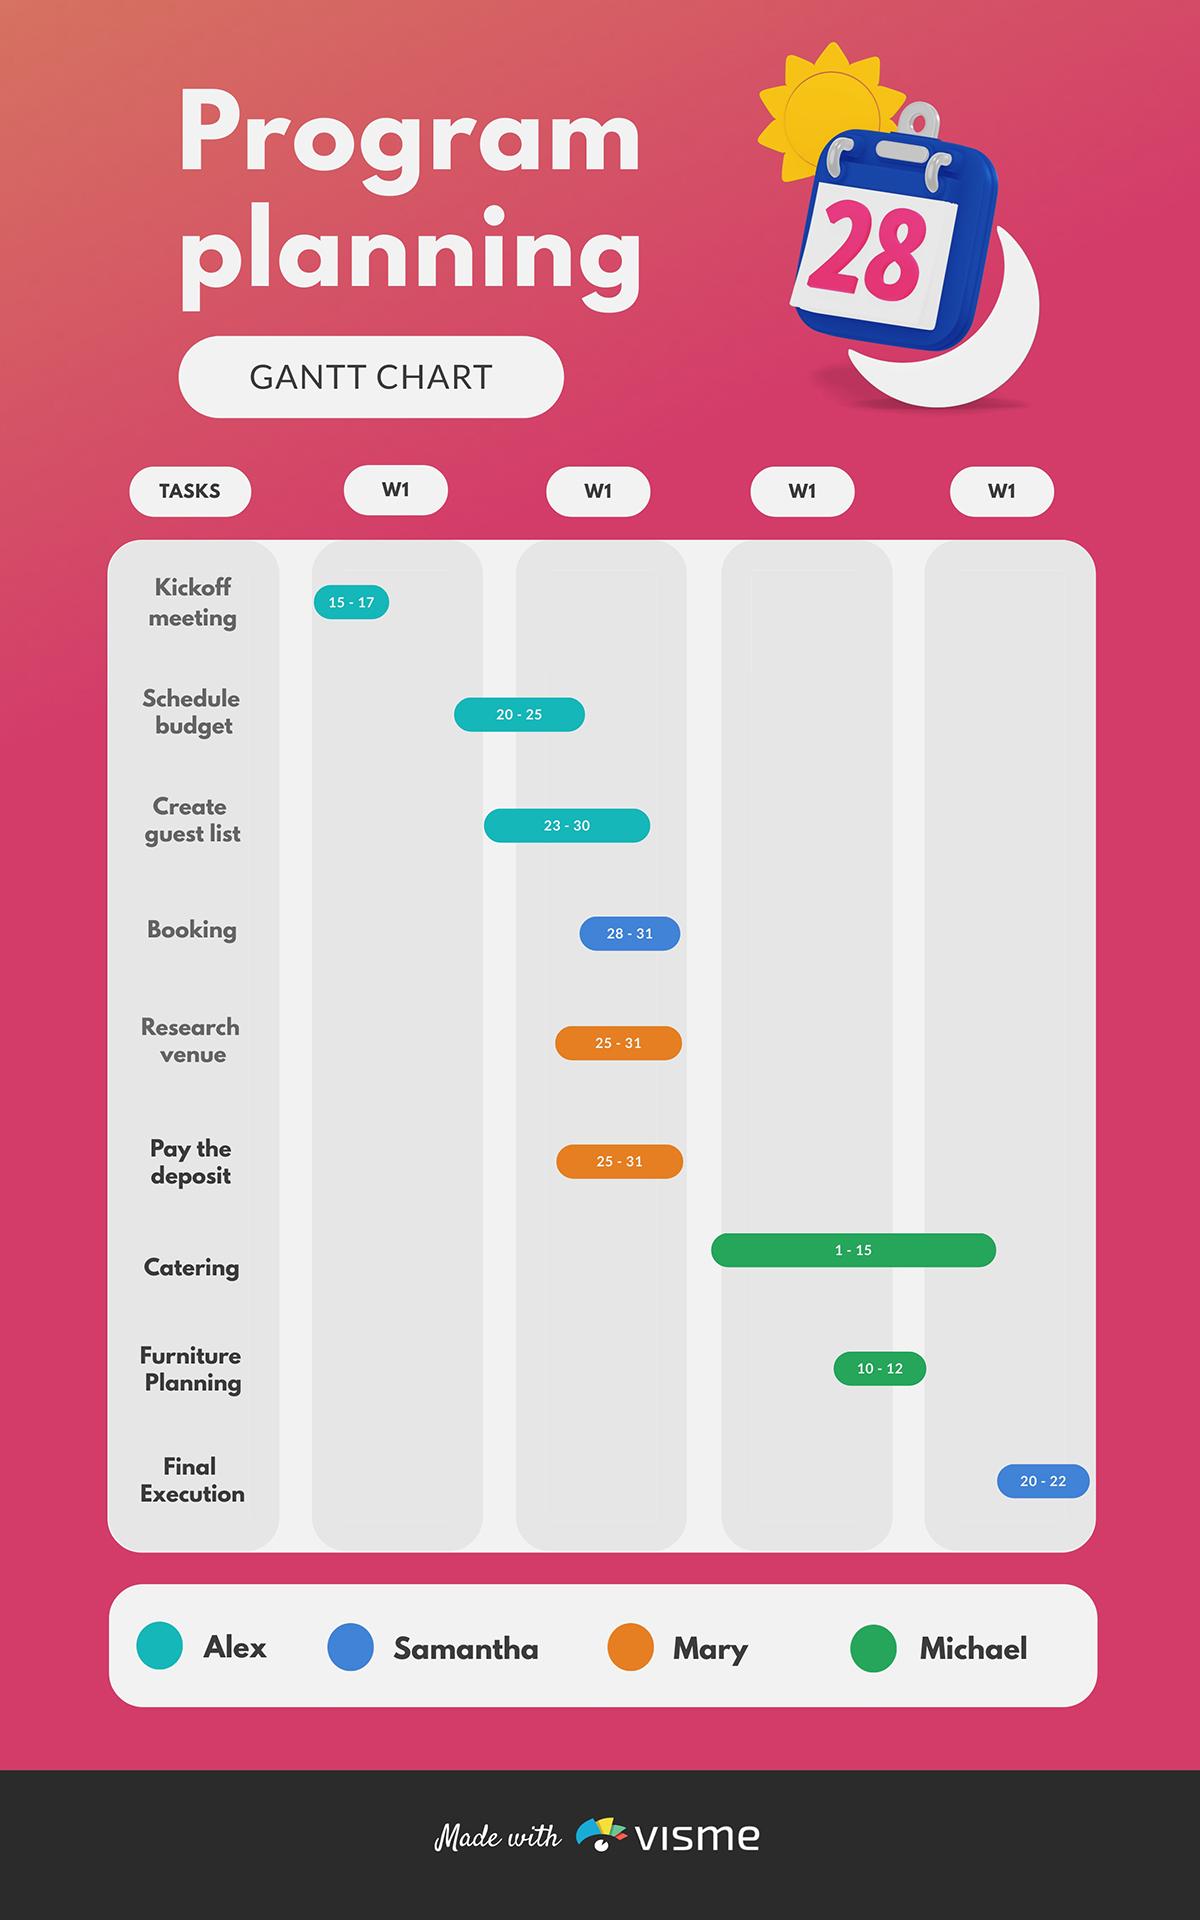 Program
planning
28
GANTT CHART
TASKS
W1
W1
W1
W1
Kickoff
meeting
15 - 17
Schedule
budget
20 - 25
Create
guest list
23 - 30
Booking
28 - 31
Research
venue
25 - 31
Pay the
deposit
25 - 31
Catering
1 - 15
Furniture
Planning
10 - 12
Final
Execution
20 - 22
Alex
Samantha
Mary
Michael
Made with visme